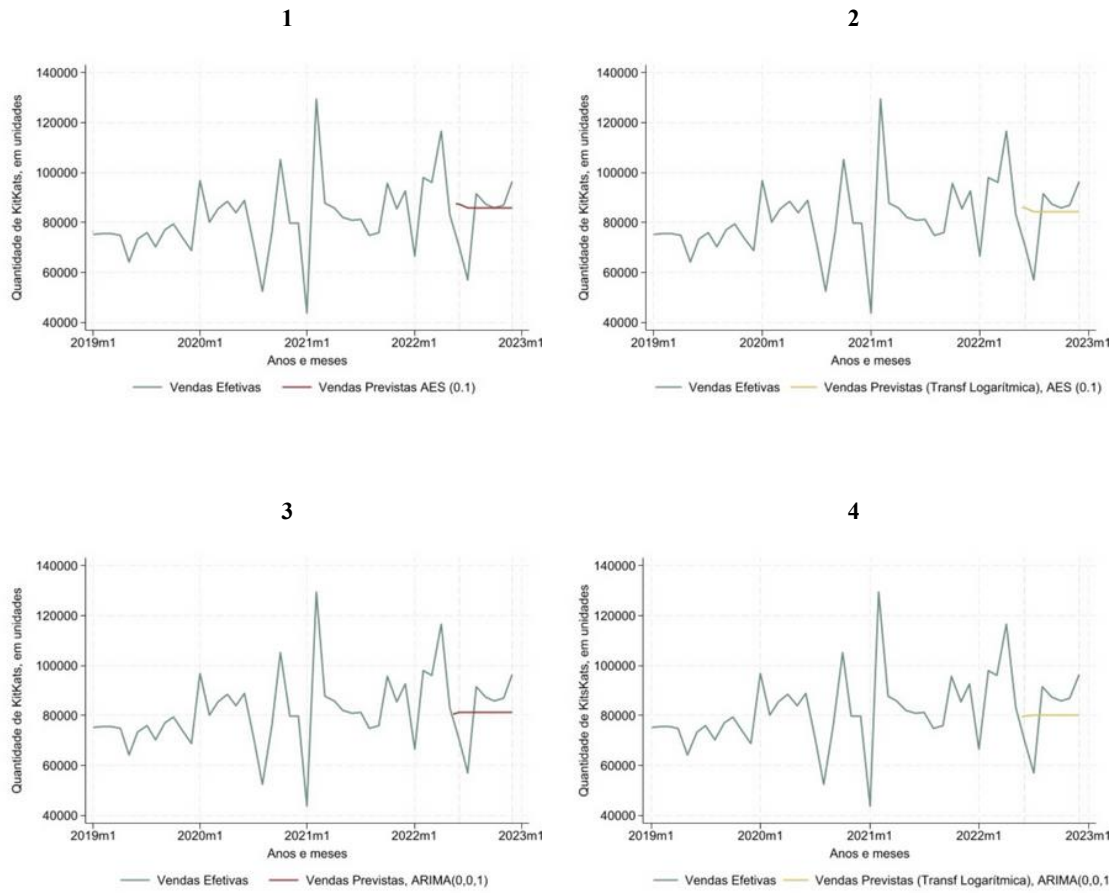 1
2
Quantidade de KitKats, em unidades
140000
120000
100000
80000
60000
40000
2019m1 2020m1 2021m1 2022m1 2023m1
Anos e meses
Vendas Efetivas Vendas Previstas AES (0.1)
Quantidade de KitKats, em unidades
140000
120000
100000
80000
60000
40000
2019m1 2020m1 2021m1 2022m1 2023m1
Anos e meses
Vendas Efetivas Vendas Previstas (Transf Logarítmica), AES (0.1)
3
4
Quantidade de KitKats, em unidades
140000
120000
100000
80000
60000
40000
2019m1 2020m1 2021m1 2022m1 2023m1
Anos e meses
Vendas Efetivas Vendas Previstas, ARIMA(0,0,1)
Quantidade de KitsKats, em unidades
140000
120000
100000
80000
60000
40000
2019m1 2020m1 2021m1 2022m1 2023m1
Anos e meses
Vendas Efetivas Vendas Previstas (Transf Logarítmica), ARIMA(0,0,1